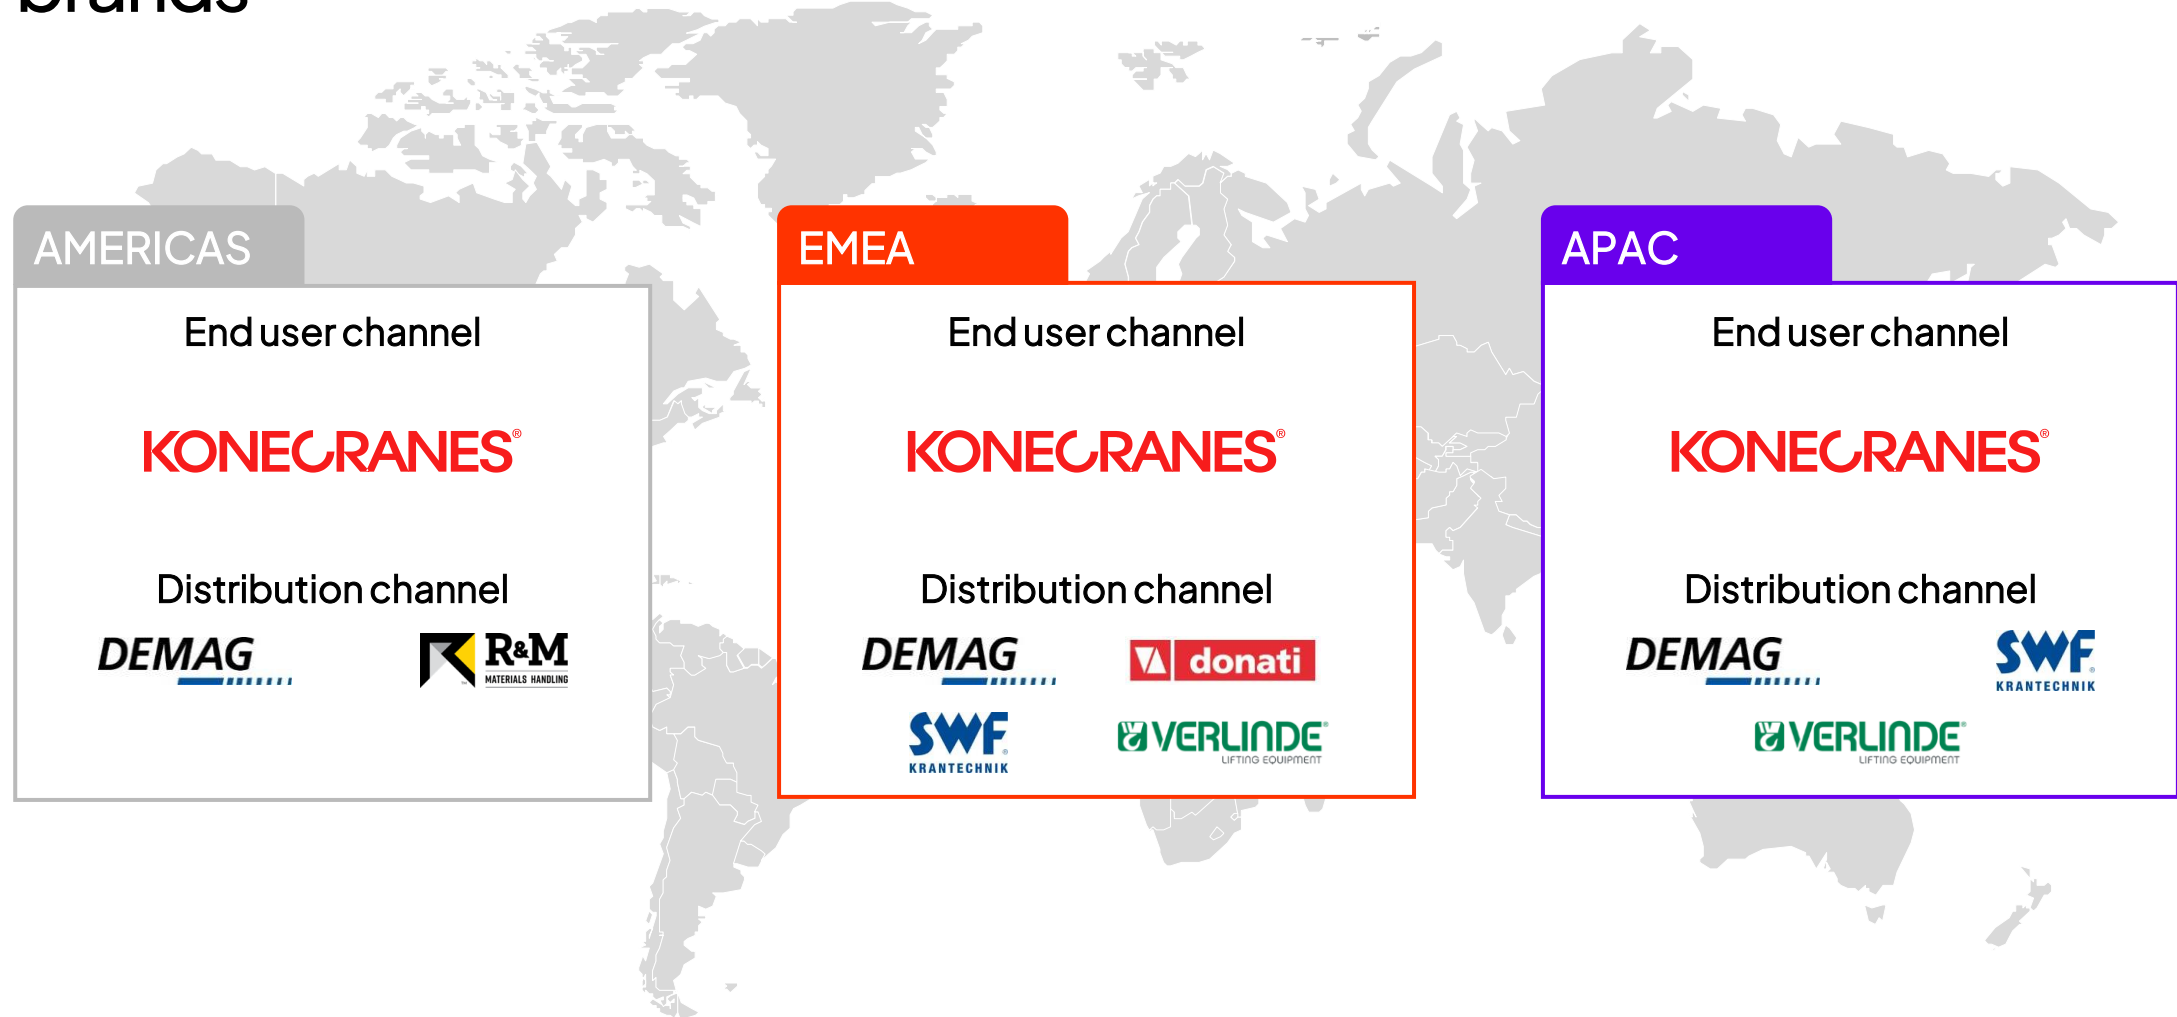 brands
AMERICAS
End user channel
KONECRANES®
Distribution channel
DEMAG
R&M
MATERIALS HANDLING
EMEA
End user channel
KONECRANES®
Distribution channel
DEMAG
donati
SWF®
KRANTECHNIK
VERLINDE®
LIFTING EQUIPMENT
APAC
End user channel
KONECRANES®
Distribution channel
DEMAG
SWF®
KRANTECHNIK
VERLINDE®
LIFTING EQUIPMENT